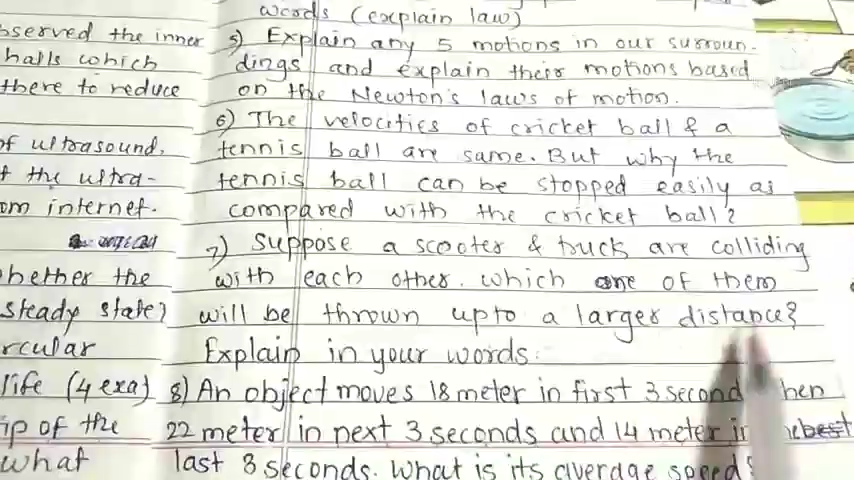 words (explain law)
observed the inner
balls which
there to reduce
of ultrasound.
the ultra-
om internet.
hether the
steady state?
rcular
life (4 exa)
ip of the
what
5) Explain any 5 motions in our surroun-
dings and explain their motions based
on the Newton's laws of motion.
6) The velocities of cricket ball & a
tennis ball are same. But why the
tennis ball can be stopped easily as
compared with the cricket ball?
7) Suppose a scooter & truck are colliding
with each other. which one of them
will be thrown upto a larger distance?
Explain in your words.
8) An object moves 18 meter in first 3 second hen
22 meter in next 3 seconds and 14 meter in
last 3 seconds. What is its average speed?